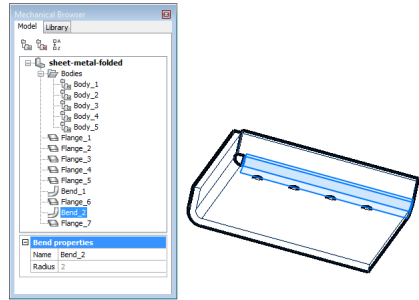 Mechanical Browser
Model Library
sheet-metal-folded
Bodies
Body_1
Body_2
Body_3
Body_4
Body_5
Flange_1
Flange_2
Flange_3
Flange_4
Flange_5
Bend_1
Flange_6
Bend_2
Flange_7
Bend properties
Name Bend_2
Radius 2